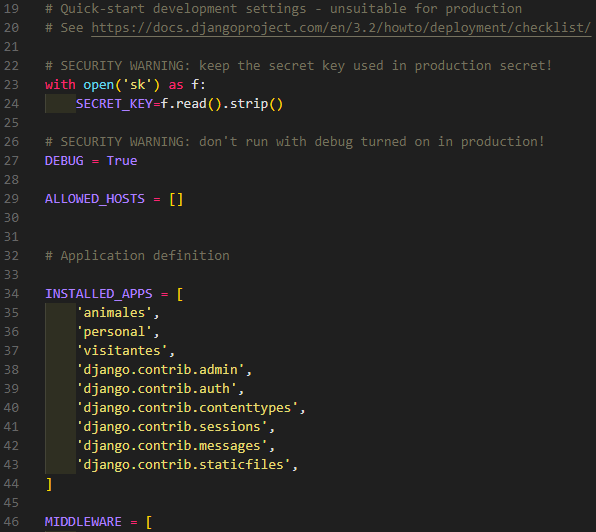 19 # Quick-start development settings - unsuitable for production
20 # See https://docs.djangoproject.com/en/3.2/howto/deployment/checklist/
21
22 # SECURITY WARNING: keep the secret key used in production secret!
23 with open('sk') as f:
24     SECRET_KEY=f.read().strip()
25
26 # SECURITY WARNING: don't run with debug turned on in production!
27 DEBUG = True
28
29 ALLOWED_HOSTS = []
30
31
32 # Application definition
33
34 INSTALLED_APPS = [
35     'animales',
36     'personal',
37     'visitantes',
38     'django.contrib.admin',
39     'django.contrib.auth',
40     'django.contrib.contenttypes',
41     'django.contrib.sessions',
42     'django.contrib.messages',
43     'django.contrib.staticfiles',
44 ]
45
46 MIDDLEWARE = [